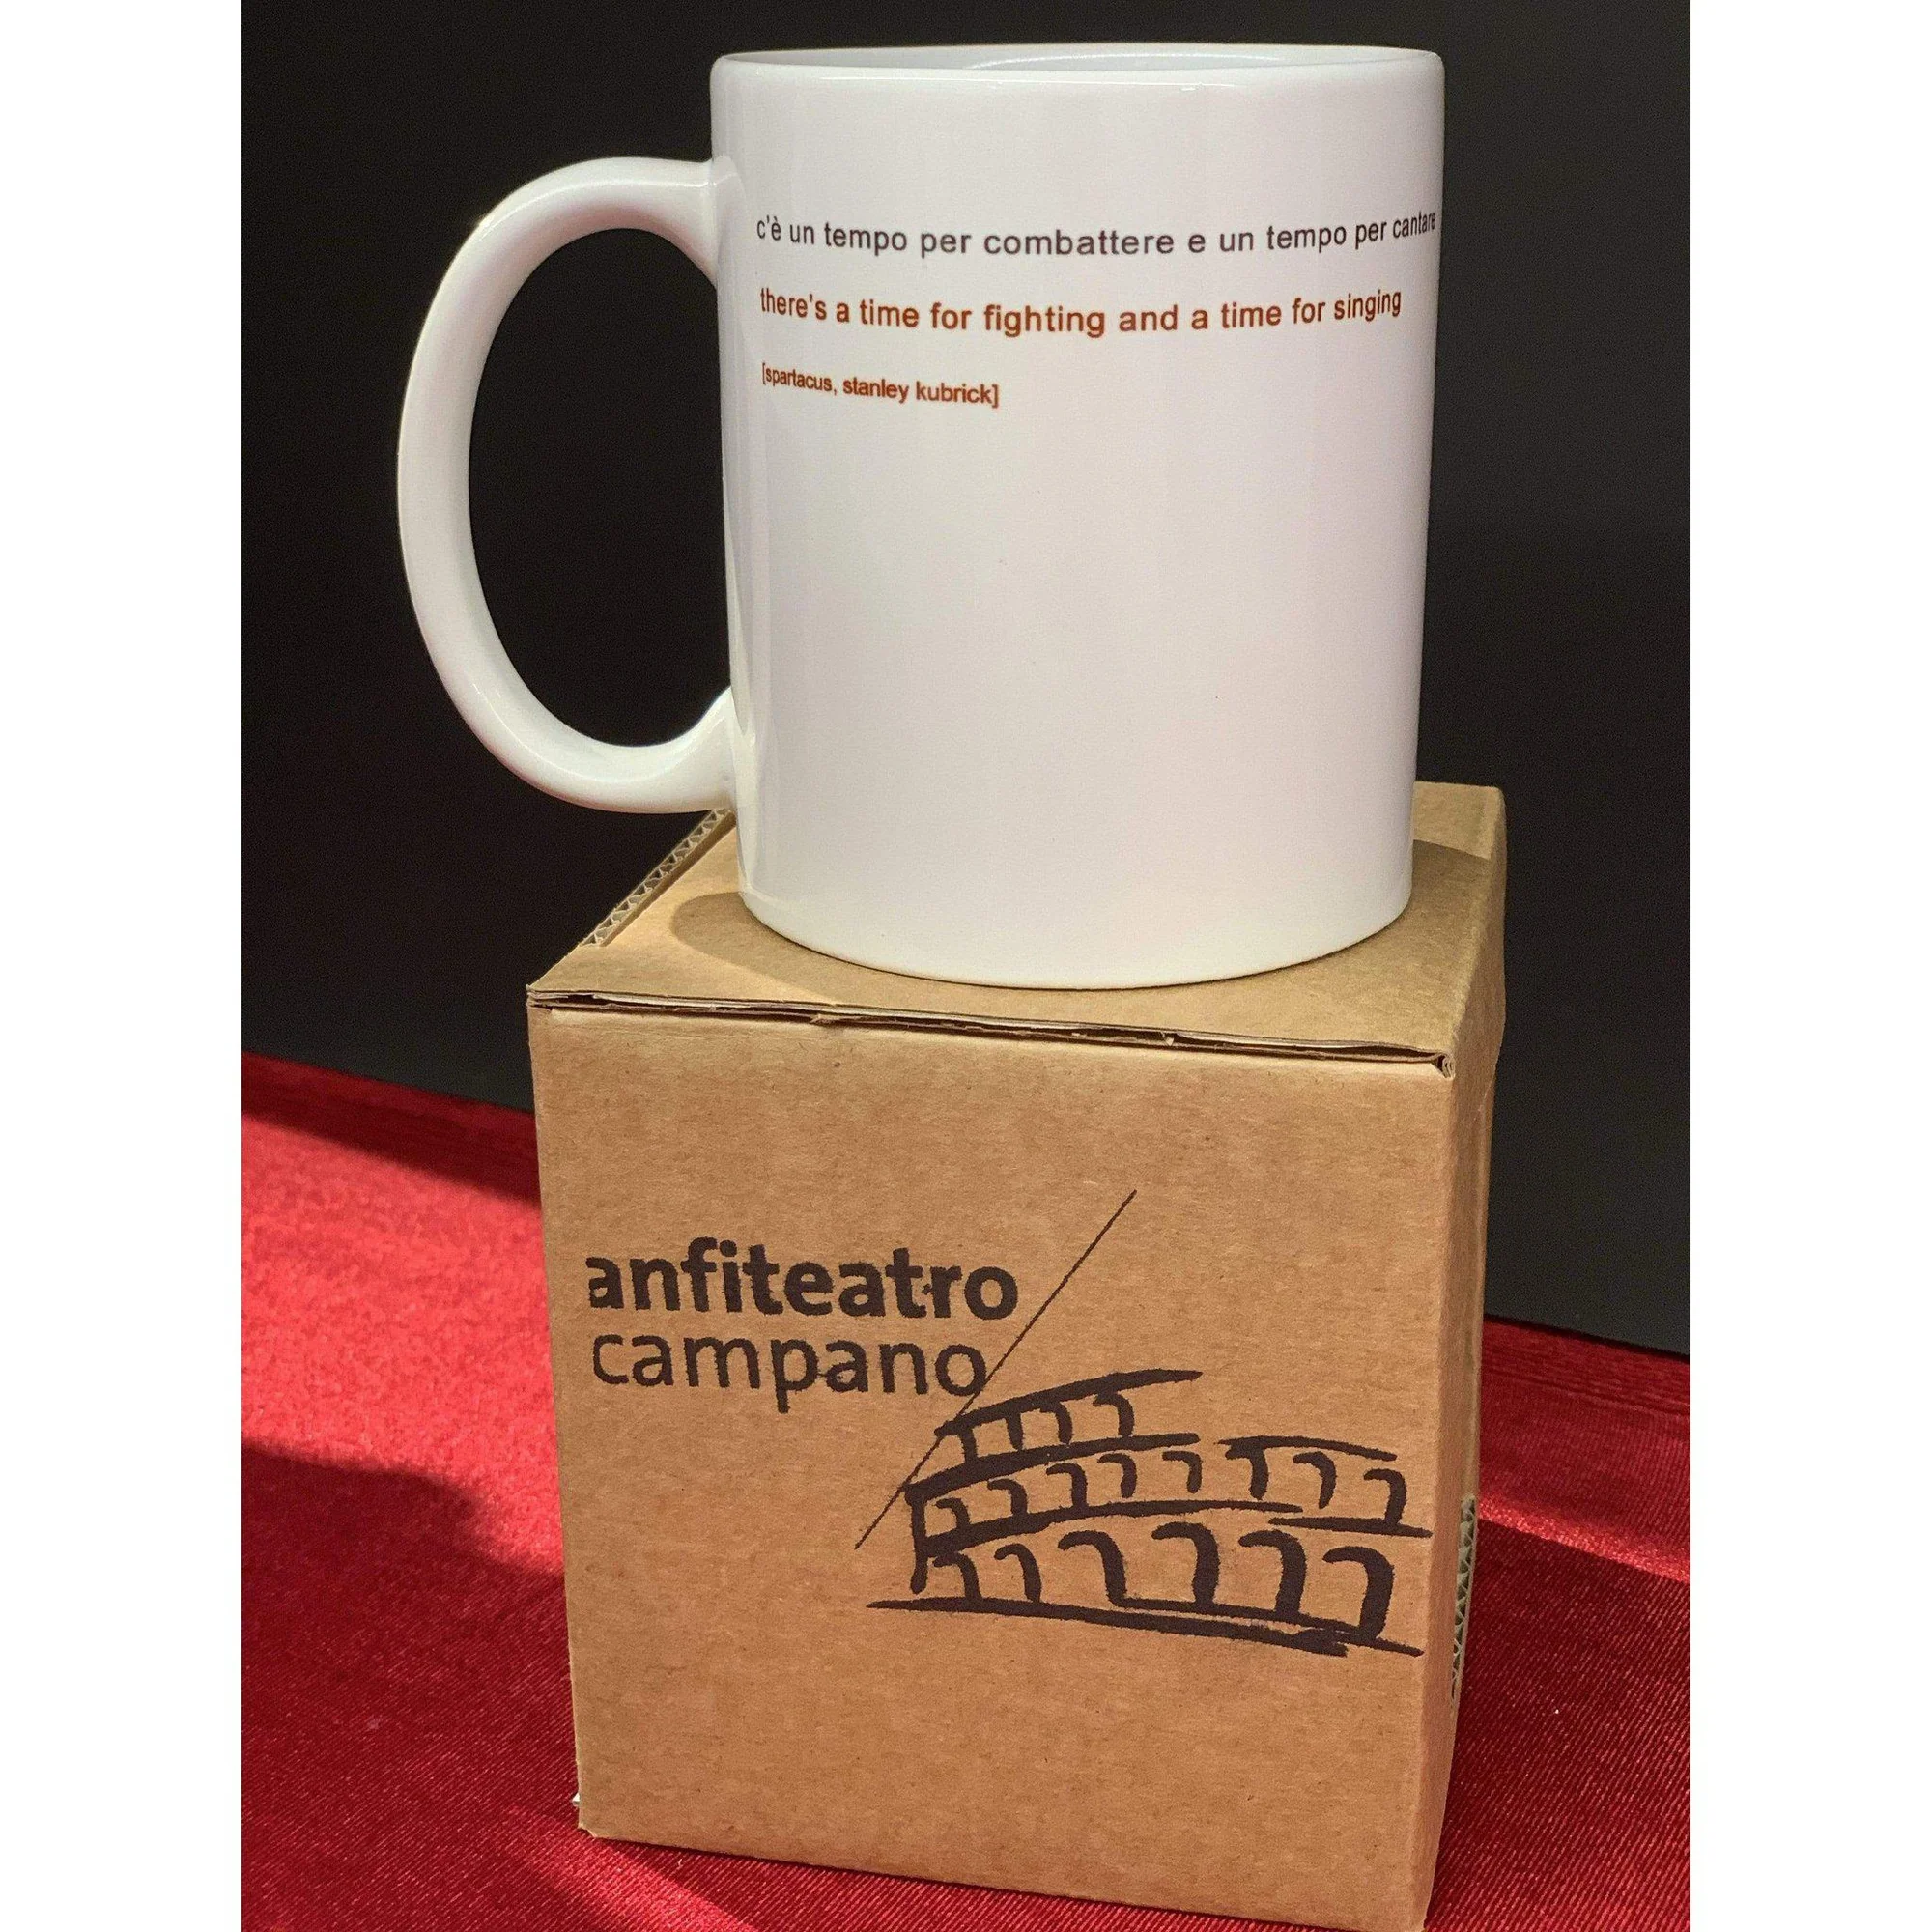 c'è un tempo per combattere e un tempo per cantare
there's a time for fighting and a time for singing
[spartacus, stanley kubrick]
anfiteatro
campano